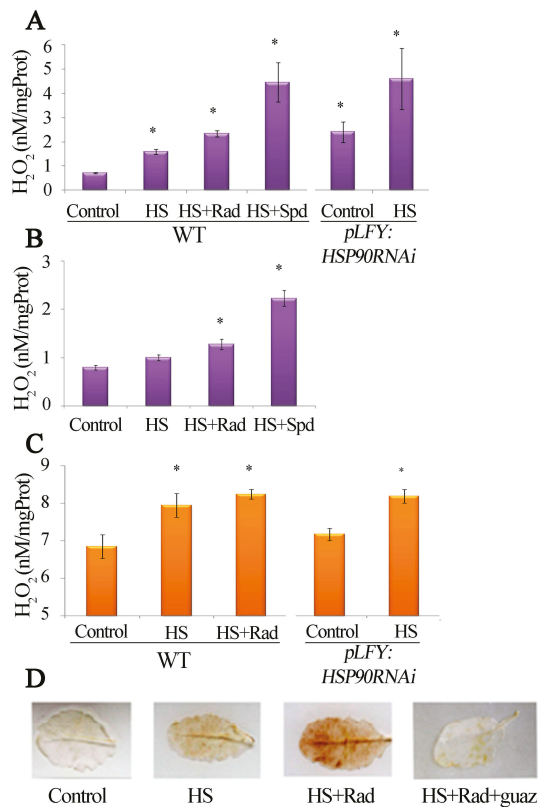 A
H2O2 (nM/mgProt)
6
5
4
3
2
1
0
* * * * *
Control HS HS+Rad HS+Spd Control HS
WT pLFY:
HSP90RNAi
B
H2O2 (nM/mgProt)
3
2
1
0
* *
Control HS HS+Rad HS+Spd
C
H2O2 (nM/mgProt)
9
8
7
6
5
* * *
Control HS HS+Rad Control HS
WT pLFY:
HSP90RNAi
D
Control HS HS+Rad HS+Rad+guaz